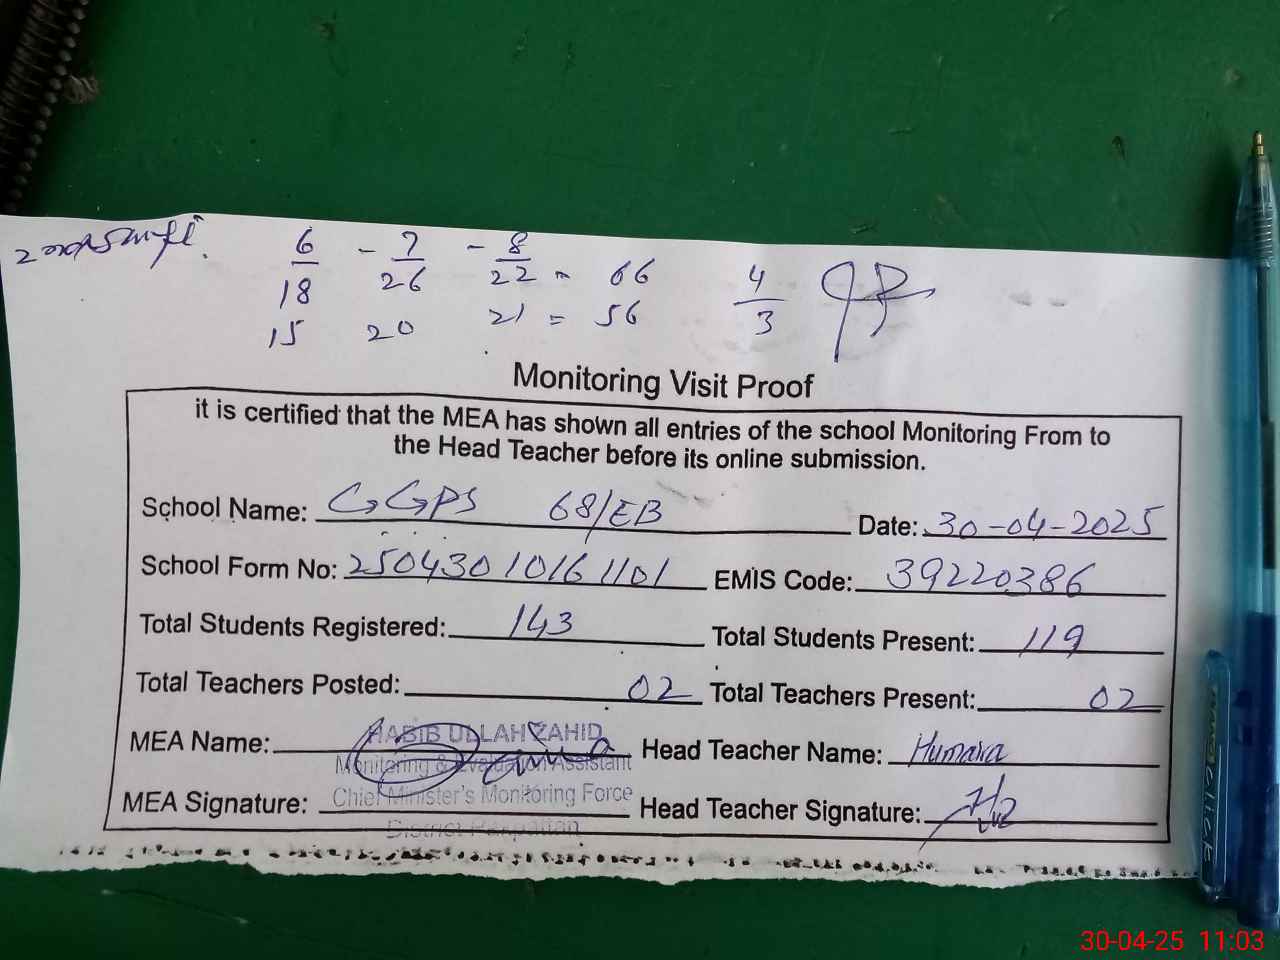 6 - 7 - 8
18 26 22 = 66 4
15 20 21 = 56 3
Monitoring Visit Proof
it is certified that the MEA has shown all entries of the school Monitoring From to
the Head Teacher before its online submission.
School Name: GGPS 68/EB Date: 30-04-2025
School Form No: 25043010161101 EMIS Code: 39220386
Total Students Registered: 143 Total Students Present: 119
Total Teachers Posted: 02 Total Teachers Present: 02
MEA Name: HABIB ULLAH ZAHID Head Teacher Name: Humaira
Monitoring & Evaluation Assistant
MEA Signature: Chief Minister's Monitoring Force Head Teacher Signature:
District Pakpattan
30-04-25 11:03